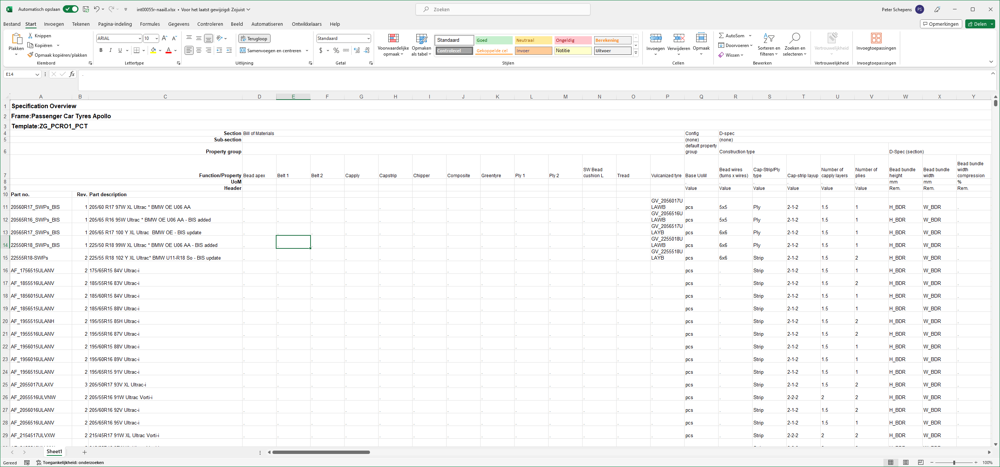 Automatisch opslaan int00055r-naai8.xlsx • Voor het laatst gewijzigd: Zojuist Zoeken Peter Schepens PS
Bestand Start Invoegen Tekenen Pagina-indeling Formules Gegevens Controleren Beeld Automatiseren Ontwikkelaars Help Opmerkingen Delen
Plakken Knippen Kopiëren Opmaak kopiëren/plakken Klembord
ARIAL 10 B I U Lettertype
ab Terugloop Samenvoegen en centreren Uitlijning
Standaard $ % 000 Getal
Voorwaardelijke opmaak Opmaken als tabel
Standaard Goed Neutraal Ongeldig Berekening
Controlecel Gekoppelde cel Invoer Notitie Uitvoer
Stijlen
Invoegen Verwijderen Opmaak Cellen
AutoSom Doorvoeren Wissen Sorteren en filteren Zoeken en selecteren Bewerken
Vertrouwelijkheid Vertrouwelijkheid
Invoegtoepassingen Invoegtoepassingen
E14 fx .
A B C D E F G H I J K L M N O P Q R S T U V W X Y
1 Specification Overview
2 Frame:Passenger Car Tyres Apollo
3 Template:ZG_PCRO1_PCT
4 Section Bill of Materials Config D-spec
5 Sub-section (none) (none)
6 Property group default property group Construction type D-Spec (section)
7 Function/Property Bead apex Belt 1 Belt 2 Capply Capstrip Chipper Composite Greentyre Ply 1 Ply 2 SW Bead cushion L Tread Vulcanized tyre Base UoM Bead wires (turns x wires) Cap-Strip/Ply type Cap-strip layup Number of capply layers Number of plies Bead bundle height Bead bundle width Bead bundle width compression
8 UoM . . . . . . mm mm %
9 Header Value Value Value Value Value Value Rem. Rem. Rem.
10 Part no. Rev. Part description
11 20560R17_SWPs_BIS 1 205/60 R17 97W XL Ultrac * BMW OE U06 AA . . . . . . . . . . . . GV_2056017ULAWB pcs 5x5 Ply 2-1-2 1.5 1 H_BDR W_BDR .
12 20565R16_SWPs_BIS 1 205/65 R16 95W Ultrac * BMW OE U06 AA - BIS added . . . . . . . . . . . . GV_2056516ULAWB pcs 5x5 Ply 2-1-2 1.5 1 H_BDR W_BDR .
13 20565R17_SWPs_BIS 1 205/65 R17 100 Y XL Ultrac  BMW OE - BIS update . . . . . . . . . . . . GV_2056517ULAYB pcs 6x6 Ply 2-1-2 1.5 1 H_BDR W_BDR .
14 22550R18_SWPs_BIS 1 225/50 R18 99W XL Ultrac * BMW OE U06 AA - BIS added . . . . . . . . . . . . GV_2255018ULAWB pcs 6x6 Ply 2-1-2 1.5 1 H_BDR W_BDR .
15 22555R18-SWPs 2 225/55 R18 102 Y XL Ultrac* BMW U11-R18 So - BIS update . . . . . . . . . . . . GV_2255518ULAYB pcs 6x6 Strip 2-1-2 1.5 2 H_BDR W_BDR .
16 AF_1756515ULANV 2 175/65R15 84V Ultrac-i . . . . . . . . . . . . . pcs . Strip 2-1-2 1.5 1 H_BDR W_BDR .
17 AF_1855516ULANV 2 185/55R16 83V Ultrac-i . . . . . . . . . . . . . pcs . Strip 2-1-2 1.5 2 H_BDR W_BDR .
18 AF_1856015ULANV 2 185/60R15 84V Ultrac-i . . . . . . . . . . . . . pcs . Strip 2-1-2 1.5 1 H_BDR W_BDR .
19 AF_1856515ULANV 2 185/65R15 88V Ultrac-i . . . . . . . . . . . . . pcs . Strip 2-1-2 1.5 1 H_BDR W_BDR .
20 AF_1955515ULANH 2 195/55R15 85H Ultrac-i . . . . . . . . . . . . . pcs . Strip 2-1-2 1.5 2 H_BDR W_BDR .
21 AF_1955516ULANV 2 195/55R16 87V Ultrac-i . . . . . . . . . . . . . pcs . Strip 2-1-2 1.5 2 H_BDR W_BDR .
22 AF_1956015ULANV 2 195/60R15 88V Ultrac-i . . . . . . . . . . . . . pcs . Strip 2-1-2 1.5 1 H_BDR W_BDR .
23 AF_1956016ULANV 2 195/60R16 89V Ultrac-i . . . . . . . . . . . . . pcs . Strip 2-1-2 1.5 1 H_BDR W_BDR .
24 AF_1956515ULANV 2 195/65R15 91V Ultrac-i . . . . . . . . . . . . . pcs . Strip 2-1-2 1.5 1 H_BDR W_BDR .
25 AF_2055017ULAXV 3 205/50R17 93V XL Ultrac-i . . . . . . . . . . . . . pcs . Strip 2-1-2 1.5 2 H_BDR W_BDR .
26 AF_2055516ULVNW 2 205/55R16 91W Ultrac Vorti-i . . . . . . . . . . . . . pcs . Strip 2-2-2 2 2 H_BDR W_BDR .
27 AF_2056016ULANV 2 205/60R16 92V Ultrac-i . . . . . . . . . . . . . pcs . Strip 2-1-2 1.5 2 H_BDR W_BDR .
28 AF_2056516ULANV 2 205/65R16 95V Ultrac-i . . . . . . . . . . . . . pcs . Strip 2-1-2 1.5 1 H_BDR W_BDR .
29 AF_2154517ULVXW 2 215/45R17 91W XL Ultrac Vorti-i . . . . . . . . . . . . . pcs . Strip 2-2-2 2 2 H_BDR W_BDR .
Sheet1
Gereed Toegankelijkheid: onderzoeken 100%